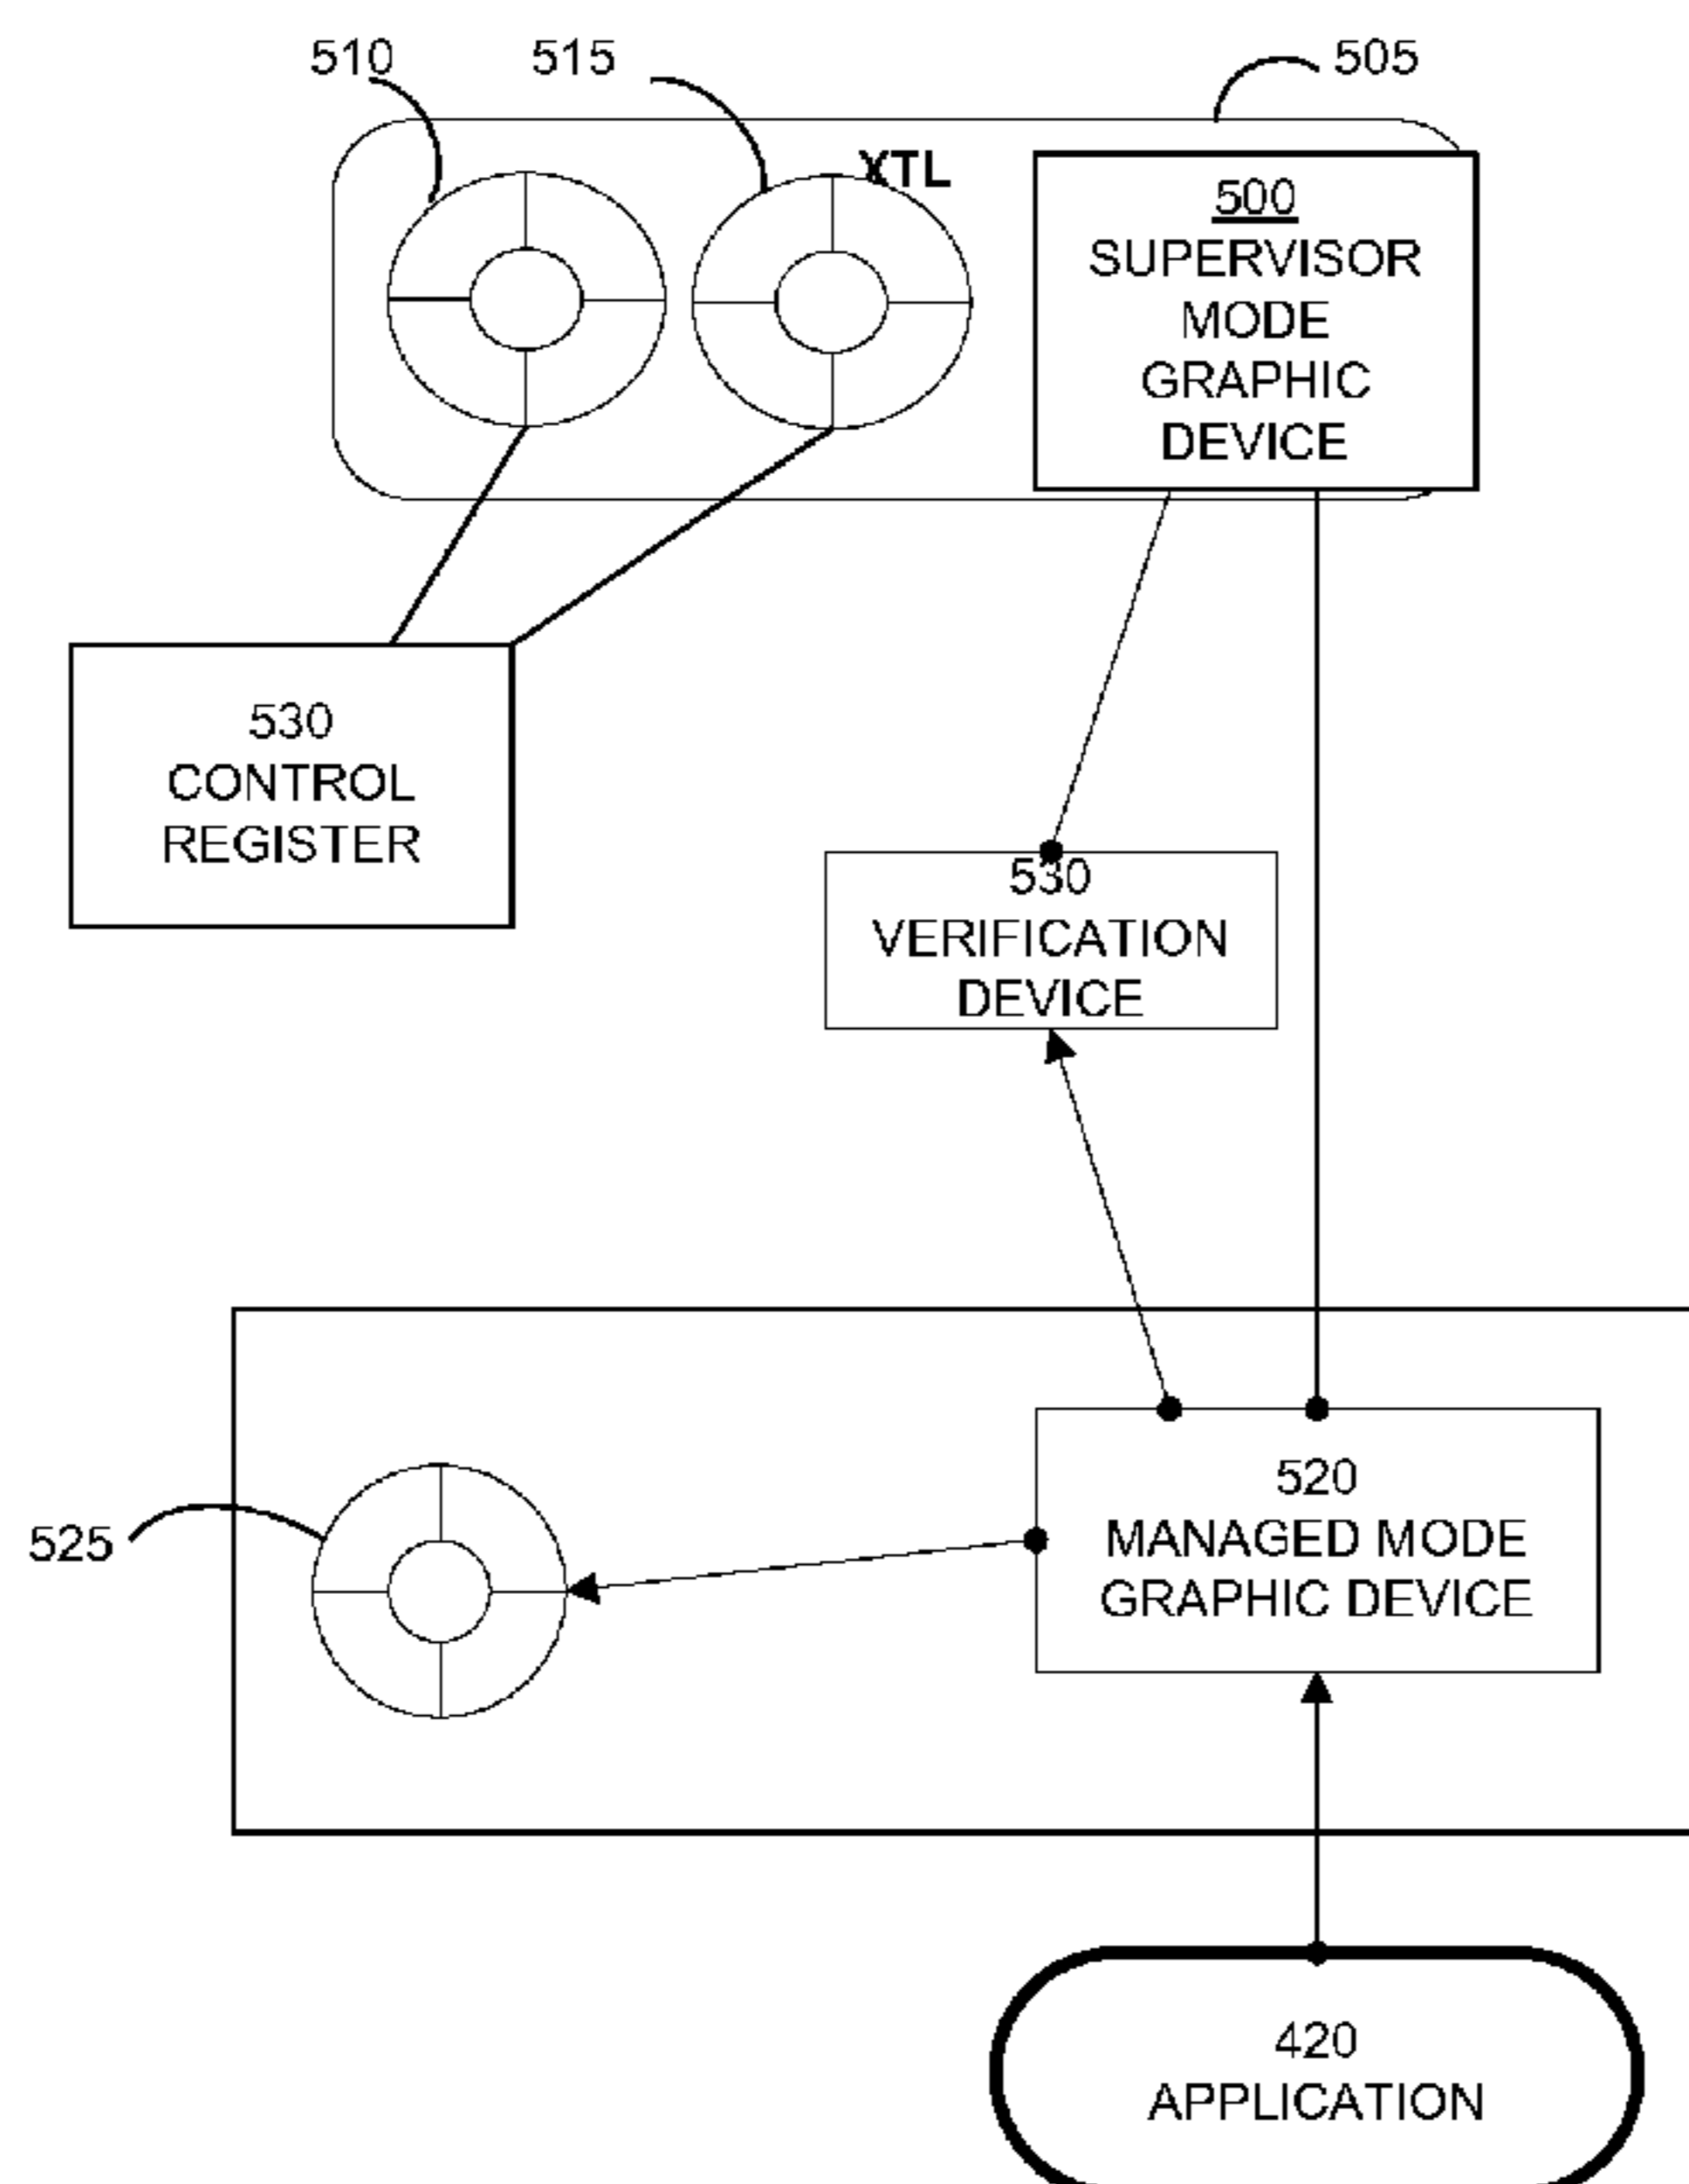 510
515
505
XTL
500
SUPERVISOR
MODE
GRAPHIC
DEVICE
530
CONTROL
REGISTER
530
VERIFICATION
DEVICE
520
MANAGED MODE
GRAPHIC DEVICE
525
420
APPLICATION